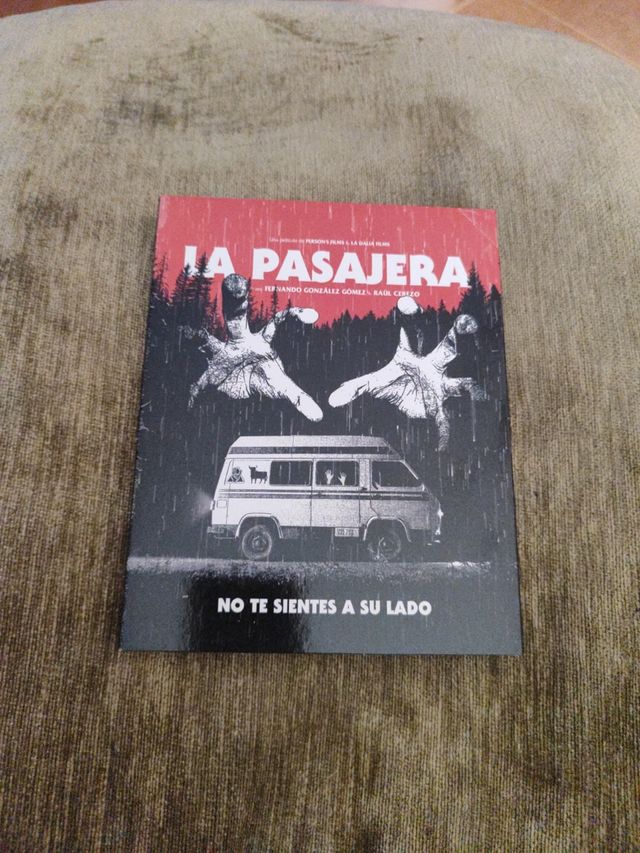 Una película de PERSON'S FILMS & LA DALIA FILMS
LA PASAJERA
FERNANDO GONZÁLEZ GÓMEZ & RAÚL CEREZO
NO TE SIENTES A SU LADO